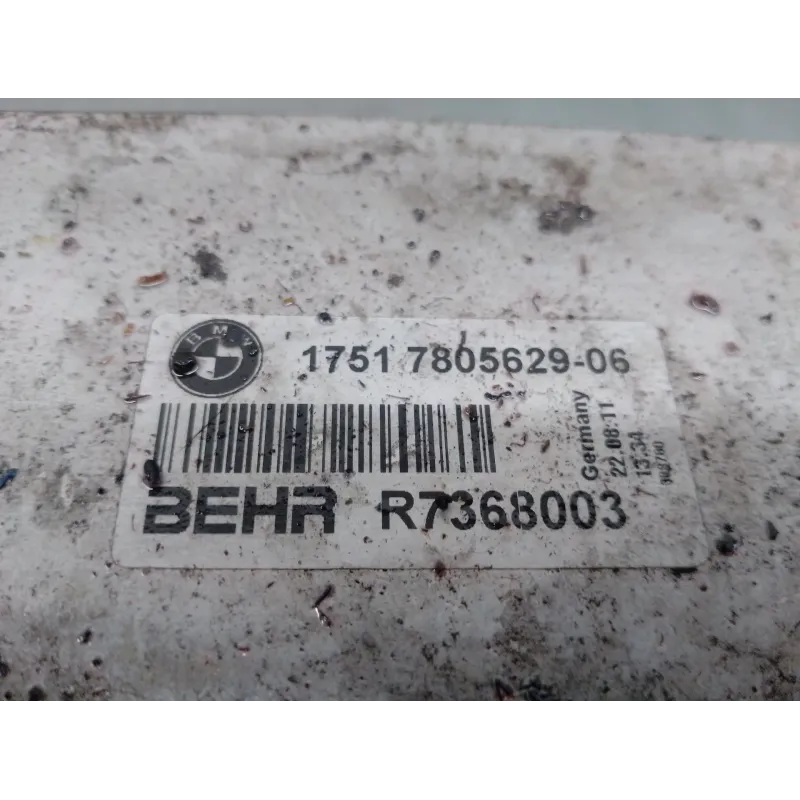 BMW
1751 7805629-06
BEHR R7368003
Germany
22.08.11
13:34